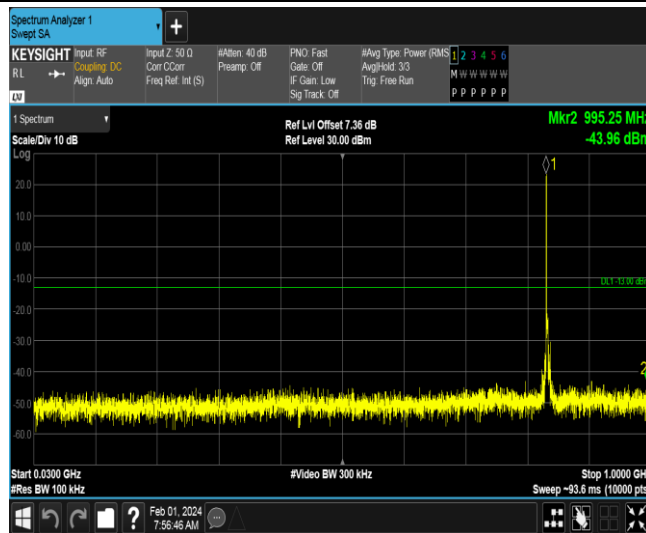 Spectrum Analyzer 1
Swept SA
+
KEYSIGHT Input: RF Input Z: 50 Ω #Atten: 40 dB PNO: Fast #Avg Type: Power (RMS 1 2 3 4 5 6
RL Coupling: DC Corr CCorr Preamp: Off Gate: Off Avg|Hold: 3/3 M W W W W W
Align: Auto Freq Ref: Int (S) IF Gain: Low Trig: Free Run
LXI Sig Track: Off P P P P P P
1 Spectrum Ref Lvl Offset 7.36 dB Mkr2 995.25 MHz
Scale/Div 10 dB Ref Level 30.00 dBm -43.96 dBm
Log
1
20.0
10.0
0.00
-10.0
DL1 -13.00 dBm
-20.0
-30.0
-40.0
2
-50.0
-60.0
Start 0.0300 GHz #Video BW 300 kHz Stop 1.0000 GHz
#Res BW 100 kHz Sweep ~93.6 ms (10000 pts
? Feb 01, 2024
7:56:46 AM